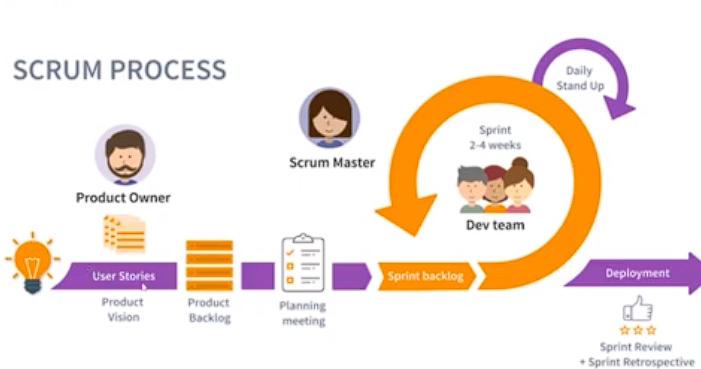 SCRUM PROCESS
Daily
Stand Up
Sprint
2-4 weeks
Scrum Master
Product Owner
Dev team
User Stories
Sprint backlog
Deployment
Product
Vision
Product
Backlog
Planning
meeting
Sprint Review
+ Sprint Retrospective